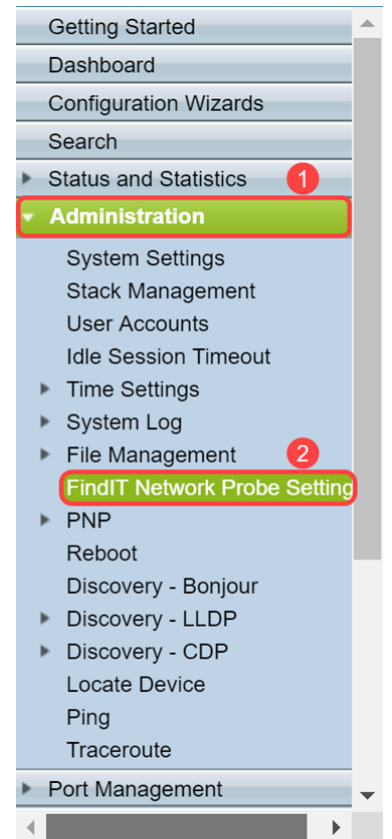 Getting Started
Dashboard
Configuration Wizards
Search
Status and Statistics 1
Administration
System Settings
Stack Management
User Accounts
Idle Session Timeout
Time Settings
System Log
File Management 2
FindIT Network Probe Setting
PNP
Reboot
Discovery - Bonjour
Discovery - LLDP
Discovery - CDP
Locate Device
Ping
Traceroute
Port Management